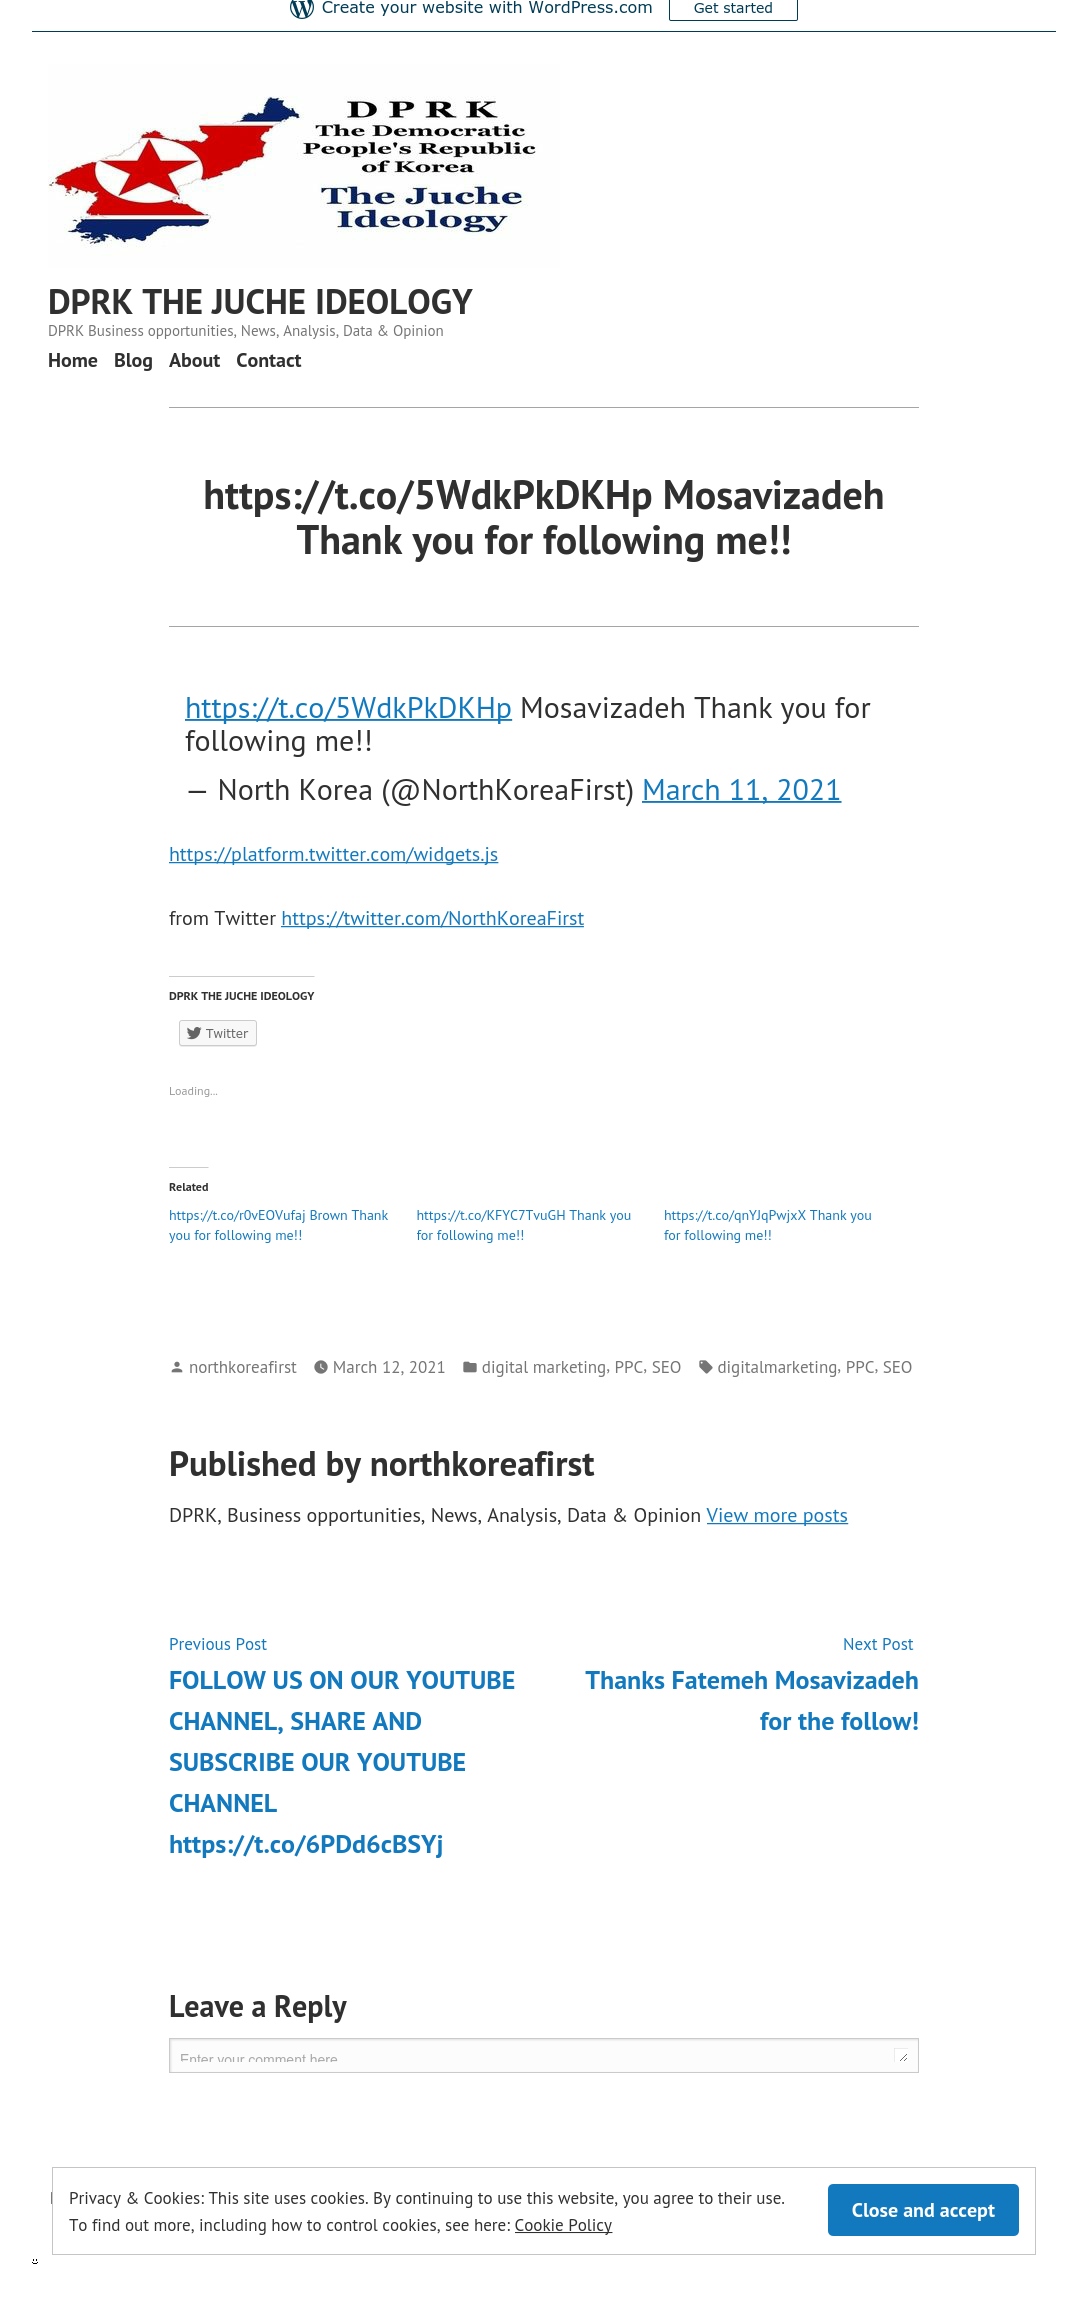 Create your website with WordPress.com Get started
D P R K
The Democratic
People's Republic
of Korea
The Juche
Ideology
DPRK THE JUCHE IDEOLOGY
DPRK Business opportunities, News, Analysis, Data & Opinion
Home Blog About Contact
https://t.co/5WdkPkDKHp Mosavizadeh
Thank you for following me!!
https://t.co/5WdkPkDKHp Mosavizadeh Thank you for
following me!!
— North Korea (@NorthKoreaFirst) March 11, 2021
https://platform.twitter.com/widgets.js
from Twitter https://twitter.com/NorthKoreaFirst
DPRK THE JUCHE IDEOLOGY
Twitter
Loading...
Related
https://t.co/r0vEOVufaj Brown Thank
you for following me!!
https://t.co/KFYC7TvuGH Thank you
for following me!!
https://t.co/qnYJqPwjxX Thank you
for following me!!
northkoreafirst March 12, 2021 digital marketing, PPC, SEO digitalmarketing, PPC, SEO
Published by northkoreafirst
DPRK, Business opportunities, News, Analysis, Data & Opinion View more posts
Previous Post
FOLLOW US ON OUR YOUTUBE
CHANNEL, SHARE AND
SUBSCRIBE OUR YOUTUBE
CHANNEL
https://t.co/6PDd6cBSYj
Next Post
Thanks Fatemeh Mosavizadeh
for the follow!
Leave a Reply
Enter your comment here
Privacy & Cookies: This site uses cookies. By continuing to use this website, you agree to their use.
To find out more, including how to control cookies, see here: Cookie Policy
Close and accept